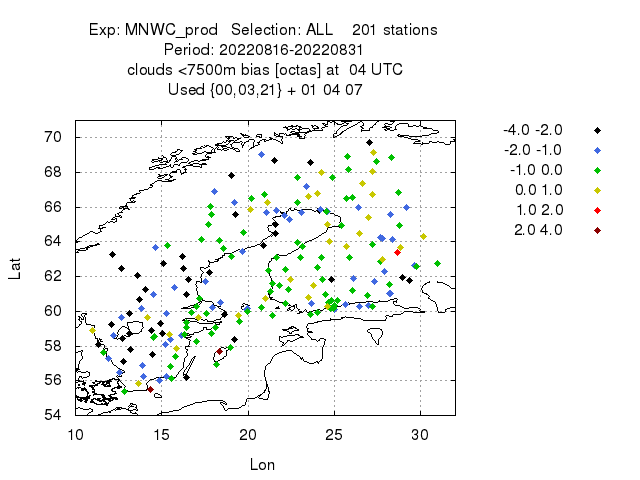 Exp: MNWC_prod Selection: ALL 201 stations
Period: 20220816-20220831
clouds <7500m bias [octas] at 04 UTC
Used {00,03,21} + 01 04 07
-4.0 -2.0
-2.0 -1.0
-1.0 0.0
0.0 1.0
1.0 2.0
2.0 4.0
70
68
66
64
62
60
58
56
54
Lat
10 15 20 25 30
Lon